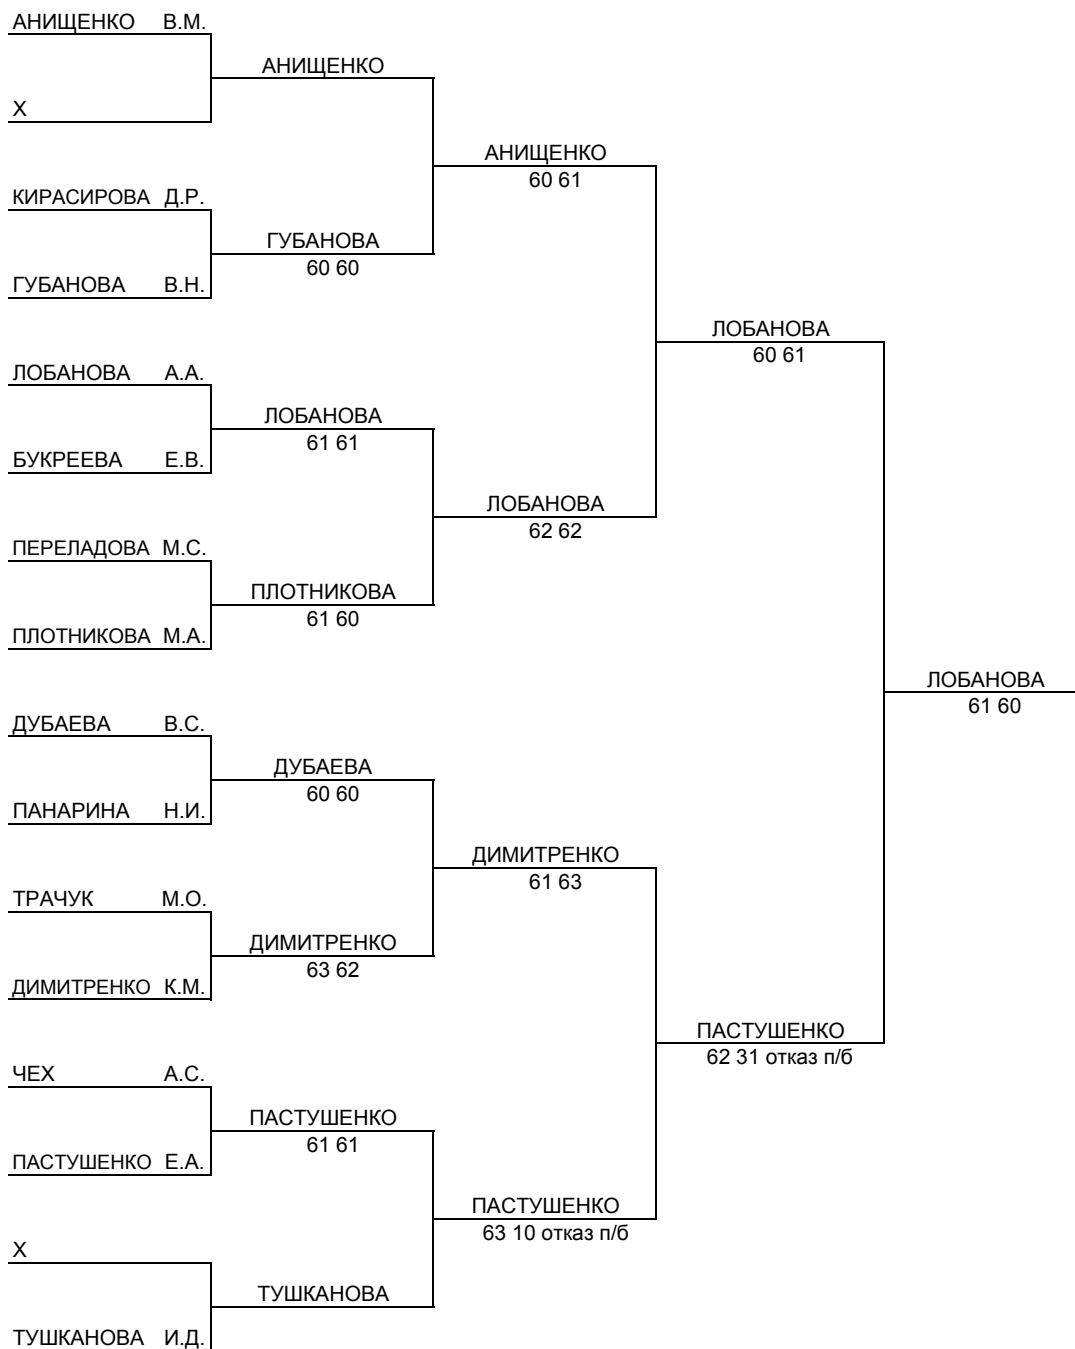 АНИЩЕНКО В.М.
АНИЩЕНКО
Х
АНИЩЕНКО
60 61
КИРАСИРОВА Д.Р.
ГУБАНОВА
60 60
ГУБАНОВА В.Н.
ЛОБАНОВА
60 61
ЛОБАНОВА А.А.
ЛОБАНОВА
61 61
БУКРЕЕВА Е.В.
ЛОБАНОВА
62 62
ПЕРЕЛАДОВА М.С.
ПЛОТНИКОВА
61 60
ПЛОТНИКОВА М.А.
ЛОБАНОВА
61 60
ДУБАЕВА В.С.
ДУБАЕВА
60 60
ПАНАРИНА Н.И.
ДИМИТРЕНКО
61 63
ТРАЧУК М.О.
ДИМИТРЕНКО
63 62
ДИМИТРЕНКО К.М.
ПАСТУШЕНКО
62 31 отказ п/б
ЧЕХ А.С.
ПАСТУШЕНКО
61 61
ПАСТУШЕНКО Е.А.
ПАСТУШЕНКО
63 10 отказ п/б
Х
ТУШКАНОВА
ТУШКАНОВА И.Д.